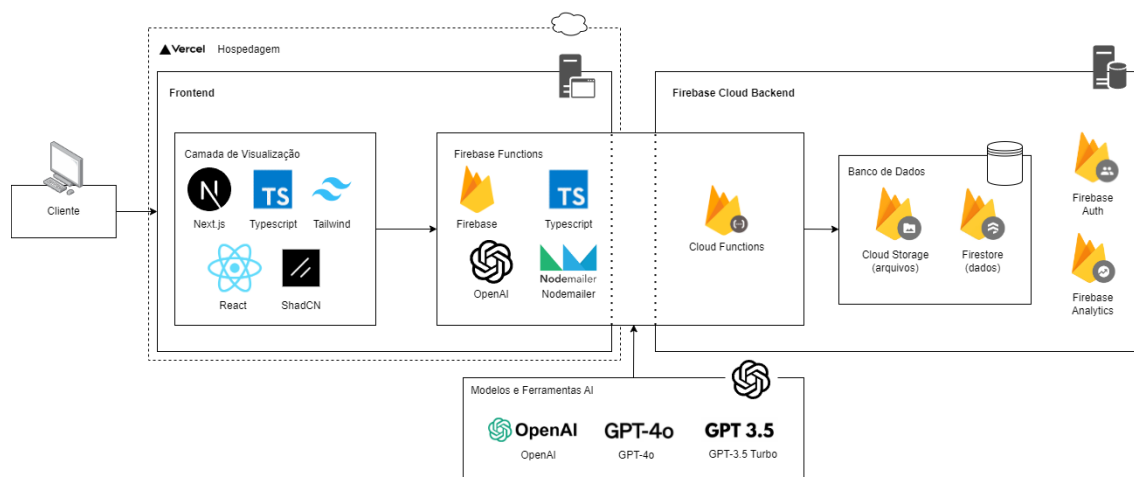 Vercel Hospedagem
Frontend
Camada de Visualização
Next.js
Typescript
Tailwind
React
ShadCN
Cliente
Firebase Functions
Firebase
TS
Typescript
OpenAI
Nodemailer
Nodemailer
TS
Firebase Cloud Backend
Cloud Functions
Banco de Dados
Cloud Storage
(arquivos)
Firestore
(dados)
Firebase
Auth
Firebase
Analytics
Modelos e Ferramentas AI
OpenAI
OpenAI
GPT-4o
GPT-4o
GPT 3.5
GPT-3.5 Turbo